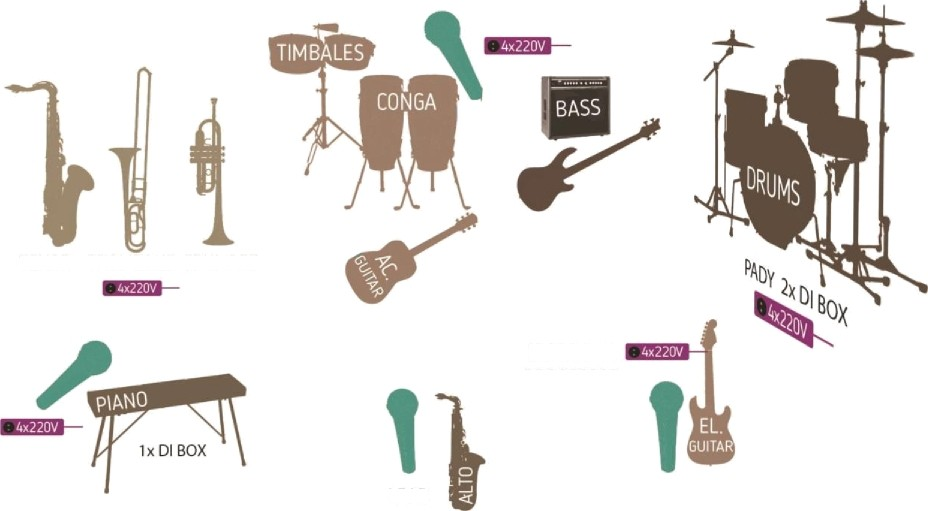 TIMBALES
4x220V
CONGA
BASS
DRUMS
AC.
GUITAR
PADY 2x DI BOX
4x220V
4x220V
4x220V
PIANO
4x220V
1x DI BOX
EL.
GUITAR
ALTO